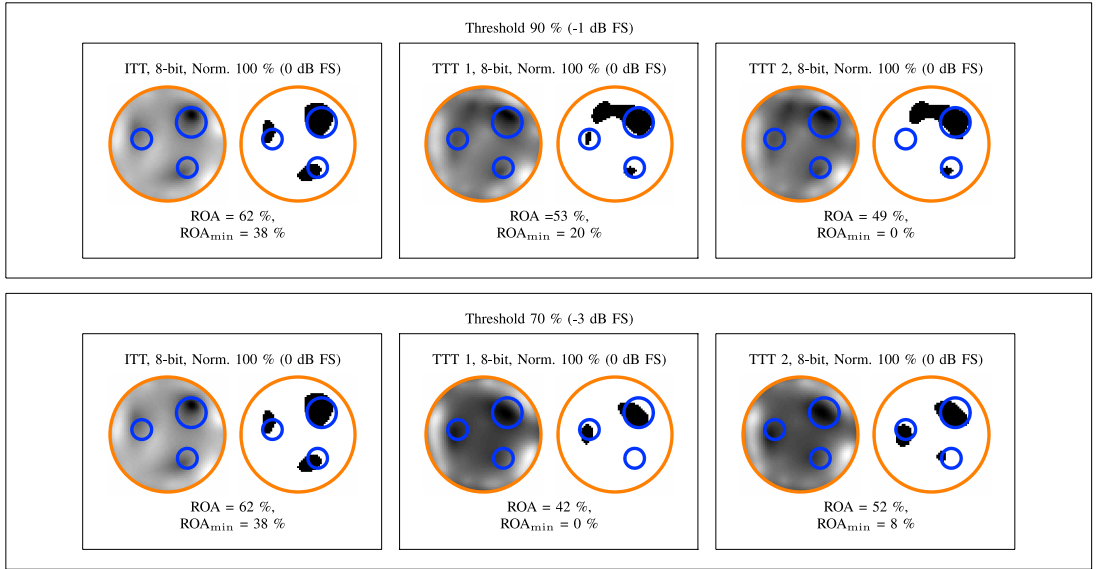 Threshold 90 % (-1 dB FS)
ITT, 8-bit, Norm. 100 % (0 dB FS)
ROA = 62 %,
ROAmin = 38 %
TTT 1, 8-bit, Norm. 100 % (0 dB FS)
ROA =53 %,
ROAmin = 20 %
TTT 2, 8-bit, Norm. 100 % (0 dB FS)
ROA = 49 %,
ROAmin = 0 %
Threshold 70 % (-3 dB FS)
ITT, 8-bit, Norm. 100 % (0 dB FS)
ROA = 62 %,
ROAmin = 38 %
TTT 1, 8-bit, Norm. 100 % (0 dB FS)
ROA = 42 %,
ROAmin = 0 %
TTT 2, 8-bit, Norm. 100 % (0 dB FS)
ROA = 52 %,
ROAmin = 8 %